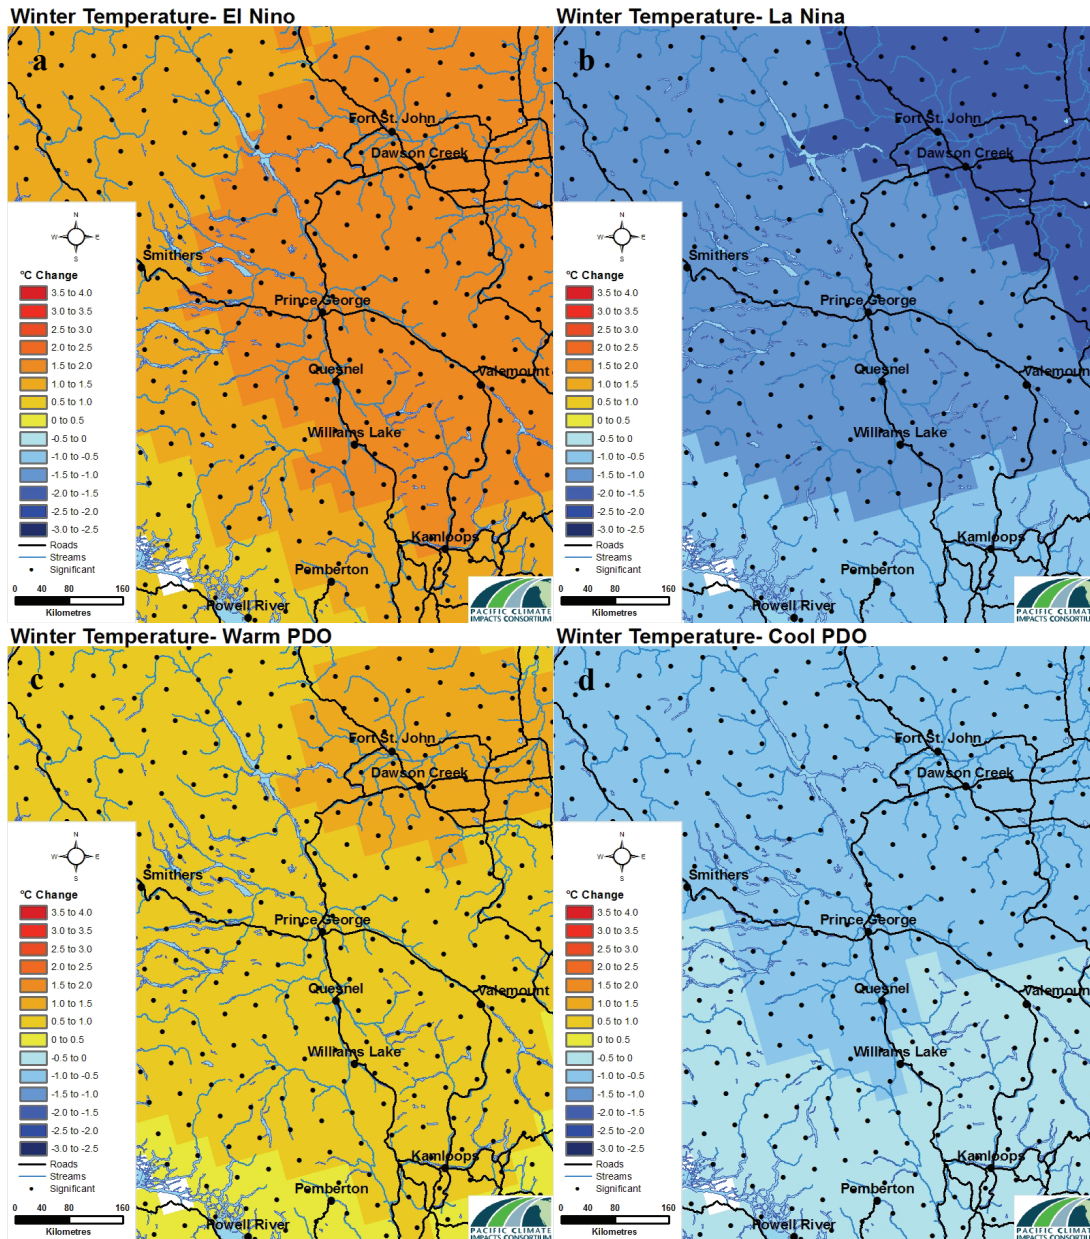 Winter Temperature- El Nino
a
Fort St. John
Dawson Creek
N
W E
S
Smithers
°C Change
3.5 to 4.0
3.0 to 3.5
2.5 to 3.0
2.0 to 2.5
1.5 to 2.0
1.0 to 1.5
0.5 to 1.0
0 to 0.5
-0.5 to 0
-1.0 to -0.5
-1.5 to -1.0
-2.0 to -1.5
-2.5 to -2.0
-3.0 to -2.5
Roads
Streams
Significant
0 40 80 160
Kilometres
Prince George
Quesnel
Valemount
Williams Lake
Kamloops
Pemberton
Powell River
PACIFIC CLIMATE
IMPACTS CONSORTIUM
Winter Temperature- La Nina
b
Fort St. John
Dawson Creek
N
W E
S
Smithers
°C Change
3.5 to 4.0
3.0 to 3.5
2.5 to 3.0
2.0 to 2.5
1.5 to 2.0
1.0 to 1.5
0.5 to 1.0
0 to 0.5
-0.5 to 0
-1.0 to -0.5
-1.5 to -1.0
-2.0 to -1.5
-2.5 to -2.0
-3.0 to -2.5
Roads
Streams
Significant
0 40 80 160
Kilometres
Prince George
Quesnel
Valemount
Williams Lake
Kamloops
Pemberton
Powell River
PACIFIC CLIMATE
IMPACTS CONSORTIUM
Winter Temperature- Warm PDO
c
Fort St. John
Dawson Creek
N
W E
S
Smithers
°C Change
3.5 to 4.0
3.0 to 3.5
2.5 to 3.0
2.0 to 2.5
1.5 to 2.0
1.0 to 1.5
0.5 to 1.0
0 to 0.5
-0.5 to 0
-1.0 to -0.5
-1.5 to -1.0
-2.0 to -1.5
-2.5 to -2.0
-3.0 to -2.5
Roads
Streams
Significant
0 40 80 160
Kilometres
Prince George
Quesnel
Valemount
Williams Lake
Kamloops
Pemberton
Powell River
PACIFIC CLIMATE
IMPACTS CONSORTIUM
Winter Temperature- Cool PDO
d
Fort St. John
Dawson Creek
N
W E
S
Smithers
°C Change
3.5 to 4.0
3.0 to 3.5
2.5 to 3.0
2.0 to 2.5
1.5 to 2.0
1.0 to 1.5
0.5 to 1.0
0 to 0.5
-0.5 to 0
-1.0 to -0.5
-1.5 to -1.0
-2.0 to -1.5
-2.5 to -2.0
-3.0 to -2.5
Roads
Streams
Significant
0 40 80 160
Kilometres
Prince George
Quesnel
Valemount
Williams Lake
Kamloops
Pemberton
Powell River
PACIFIC CLIMATE
IMPACTS CONSORTIUM